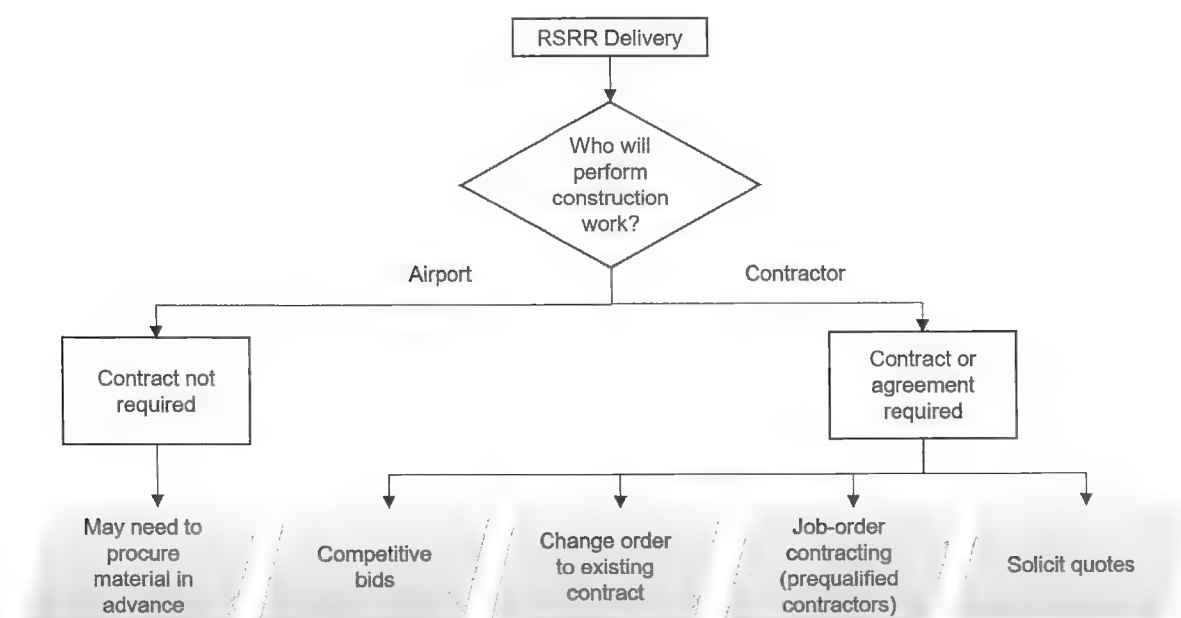 RSRR Delivery
Who will
perform
construction
work?
Airport
Contractor
Contract not
required
Contract or
agreement
required
May need to
procure
material in
advance
Competitive
bids
Change order
to existing
contract
Job-order
contracting
(prequalified
contractors)
Solicit quotes